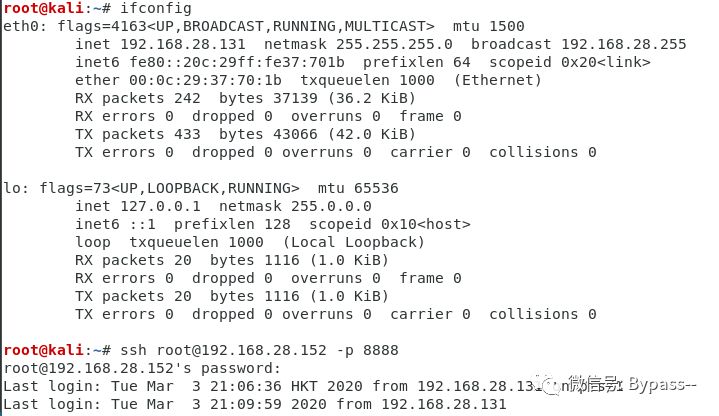 root@kali:~# ifconfig
eth0: flags=4163<UP,BROADCAST,RUNNING,MULTICAST>  mtu 1500
        inet 192.168.28.131  netmask 255.255.255.0  broadcast 192.168.28.255
        inet6 fe80::20c:29ff:fe37:701b  prefixlen 64  scopeid 0x20<link>
        ether 00:0c:29:37:70:1b  txqueuelen 1000  (Ethernet)
        RX packets 242  bytes 37139 (36.2 KiB)
        RX errors 0  dropped 0  overruns 0  frame 0
        TX packets 433  bytes 43066 (42.0 KiB)
        TX errors 0  dropped 0 overruns 0  carrier 0  collisions 0

lo: flags=73<UP,LOOPBACK,RUNNING>  mtu 65536
        inet 127.0.0.1  netmask 255.0.0.0
        inet6 ::1  prefixlen 128  scopeid 0x10<host>
        loop  txqueuelen 1000  (Local Loopback)
        RX packets 20  bytes 1116 (1.0 KiB)
        RX errors 0  dropped 0  overruns 0  frame 0
        TX packets 20  bytes 1116 (1.0 KiB)
        TX errors 0  dropped 0 overruns 0  carrier 0  collisions 0

root@kali:~# ssh root@192.168.28.152 -p 8888
root@192.168.28.152's password:
Last login: Tue Mar  3 21:06:36 HKT 2020 from 192.168.28.131 on
微信号: Bypass--
Last login: Tue Mar  3 21:09:59 2020 from 192.168.28.131